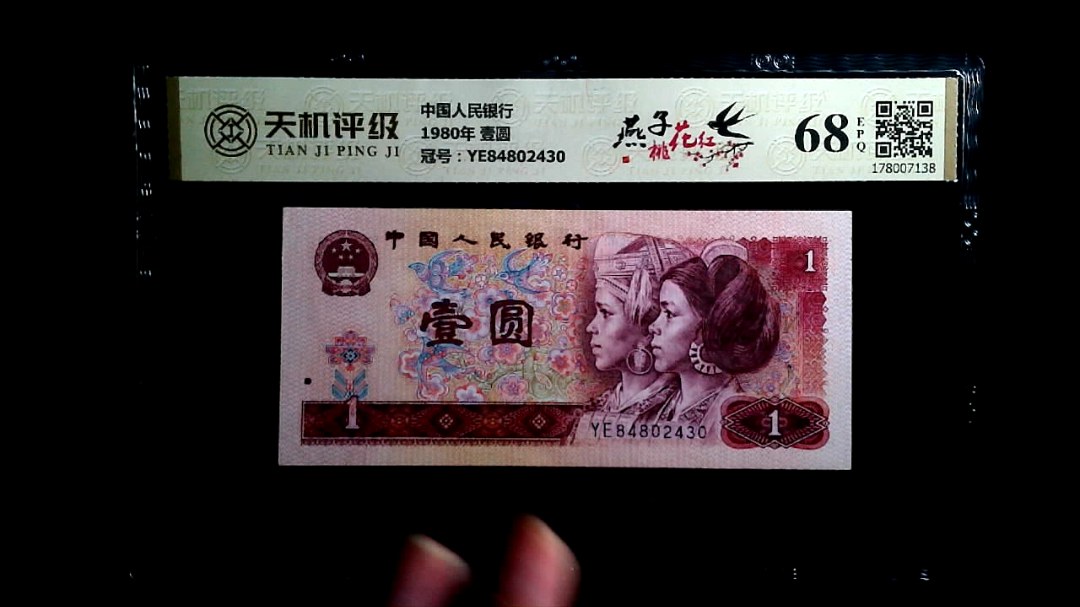 天机评级
TIAN JI PING JI
中国人民银行
1980年 壹圆
冠号：YE84802430
燕子
桃花红
68
EPQ
178007138
中国人民银行
1
壹圆
1
YE84802430
1